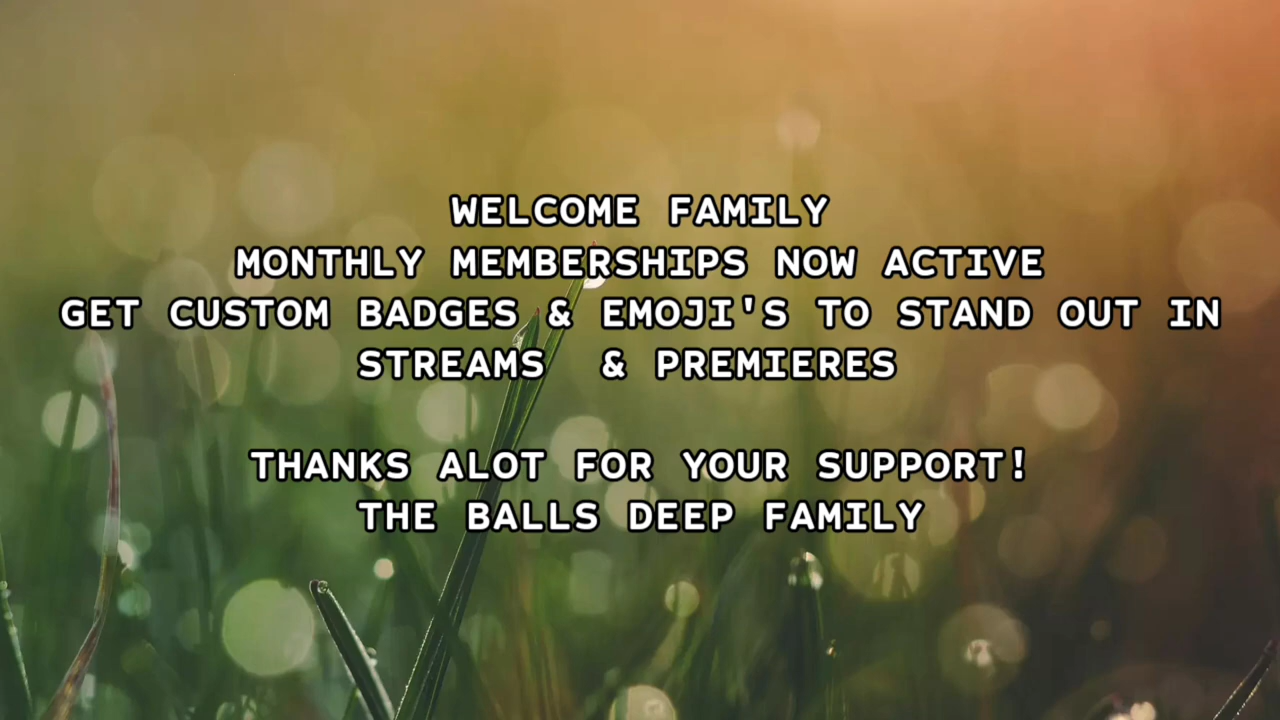 WELCOME FAMILY
MONTHLY MEMBERSHIPS NOW ACTIVE
GET CUSTOM BADGES & EMOJI'S TO STAND OUT IN
STREAMS & PREMIERES
THANKS ALOT FOR YOUR SUPPORT!
THE BALLS DEEP FAMILY